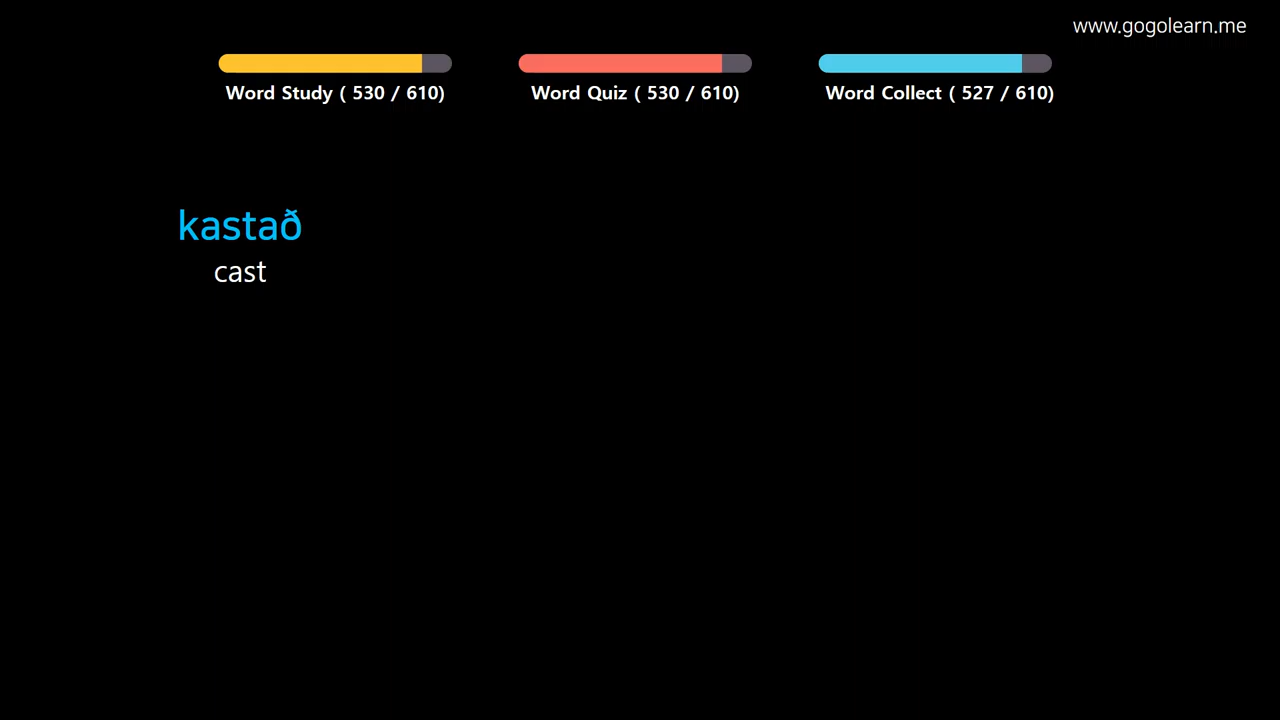 www.gogolearn.me
Word Study ( 530 / 610)
Word Quiz ( 530 / 610)
Word Collect ( 527 / 610)
kastað
cast